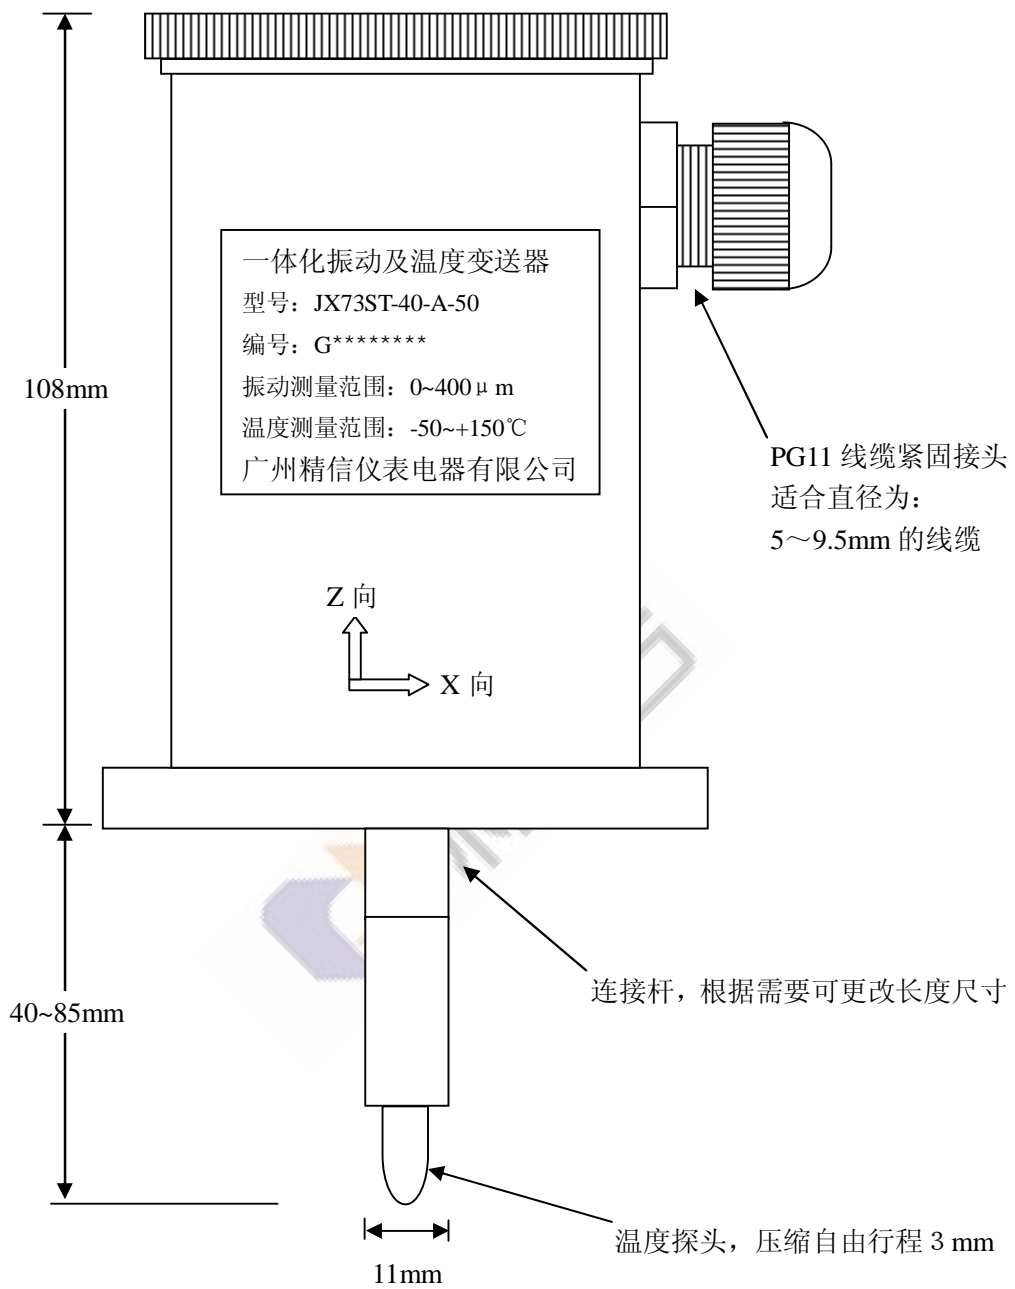 一体化振动及温度变送器
型号：JX73ST-40-A-50
编号：G********
振动测量范围：0~400μm
温度测量范围：-50~+150℃
广州精信仪表电器有限公司
108mm
PG11 线缆紧固接头
适合直径为：
5～9.5mm 的线缆
Z 向
X 向
连接杆，根据需要可更改长度尺寸
40~85mm
温度探头，压缩自由行程 3 mm
11mm